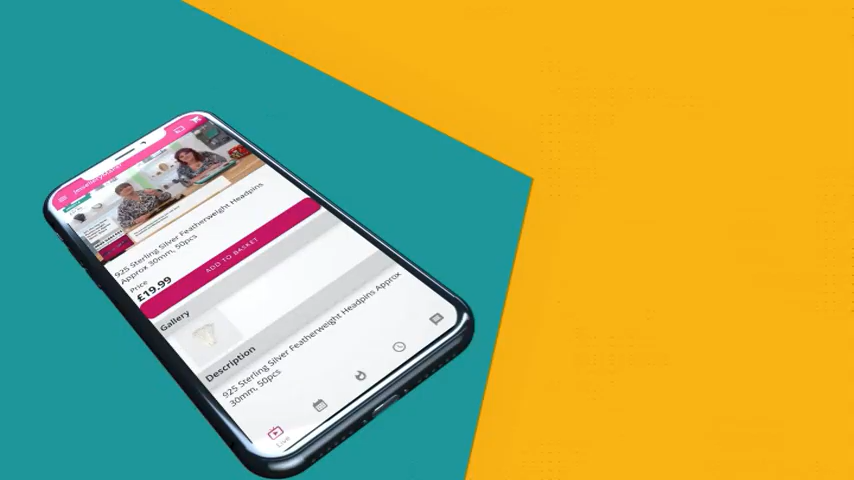 925 Sterling Silver Featherweight Headpins
Approx 30mm, 50pcs
Price
£19.99
ADD TO BASKET
Gallery
Description
925 Sterling Silver Featherweight Headpins Approx
30mm, 50pcs
Live